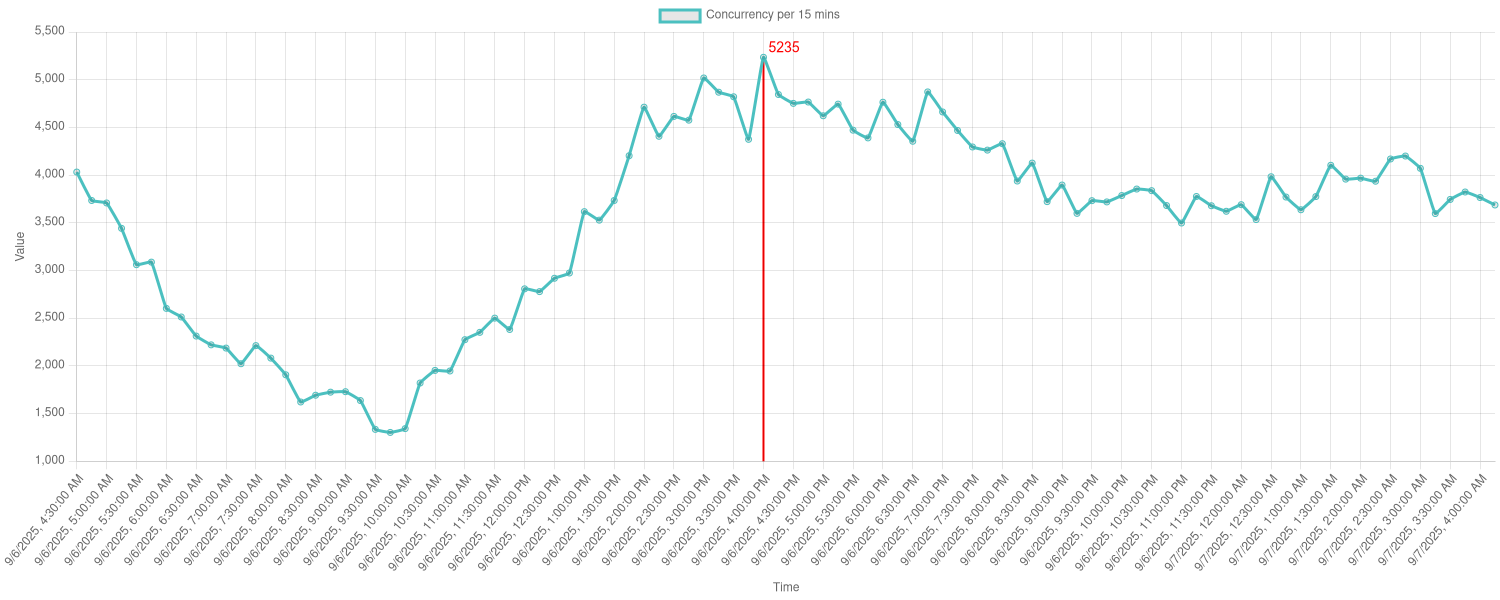 Concurrency per 15 mins
5,500
5,000
4,500
4,000
3,500
3,000
2,500
2,000
1,500
1,000
Value
5235
9/6/2025, 4:30:00 AM
9/6/2025, 5:00:00 AM
9/6/2025, 5:30:00 AM
9/6/2025, 6:00:00 AM
9/6/2025, 6:30:00 AM
9/6/2025, 7:00:00 AM
9/6/2025, 7:30:00 AM
9/6/2025, 8:00:00 AM
9/6/2025, 8:30:00 AM
9/6/2025, 9:00:00 AM
9/6/2025, 9:30:00 AM
9/6/2025, 10:00:00 AM
9/6/2025, 10:30:00 AM
9/6/2025, 11:00:00 AM
9/6/2025, 11:30:00 AM
9/6/2025, 12:00:00 PM
9/6/2025, 12:30:00 PM
9/6/2025, 1:00:00 PM
9/6/2025, 1:30:00 PM
9/6/2025, 2:00:00 PM
9/6/2025, 2:30:00 PM
9/6/2025, 3:00:00 PM
9/6/2025, 3:30:00 PM
9/6/2025, 4:00:00 PM
9/6/2025, 4:30:00 PM
9/6/2025, 5:00:00 PM
9/6/2025, 5:30:00 PM
9/6/2025, 6:00:00 PM
9/6/2025, 6:30:00 PM
9/6/2025, 7:00:00 PM
9/6/2025, 7:30:00 PM
9/6/2025, 8:00:00 PM
9/6/2025, 8:30:00 PM
9/6/2025, 9:00:00 PM
9/6/2025, 9:30:00 PM
9/6/2025, 10:00:00 PM
9/6/2025, 10:30:00 PM
9/6/2025, 11:00:00 PM
9/6/2025, 11:30:00 PM
9/7/2025, 12:00:00 AM
9/7/2025, 12:30:00 AM
9/7/2025, 1:00:00 AM
9/7/2025, 1:30:00 AM
9/7/2025, 2:00:00 AM
9/7/2025, 2:30:00 AM
9/7/2025, 3:00:00 AM
9/7/2025, 3:30:00 AM
9/7/2025, 4:00:00 AM
Time